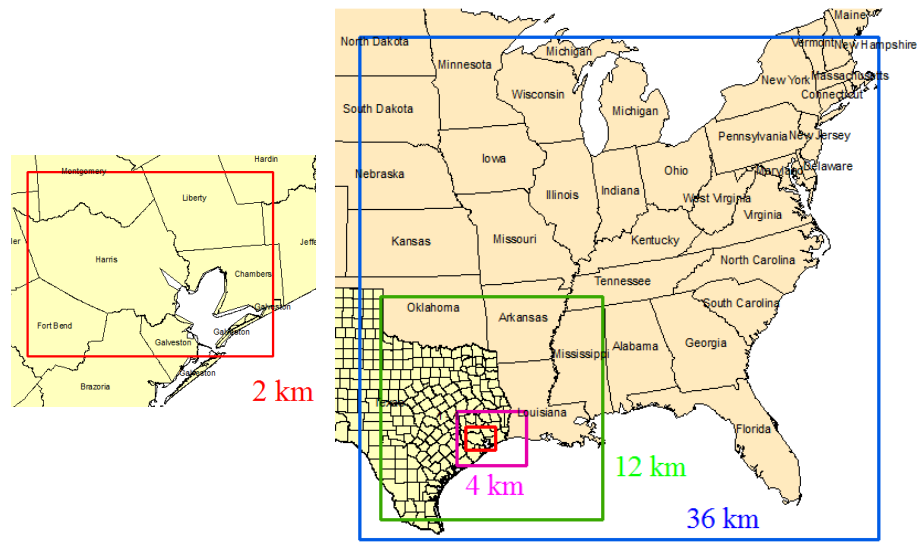 Montgomery
Hardin
Liberty
Harris
Chambers
Fort Bend
Galveston
Galveston
Galveston
Galveston
Brazoria
2 km
Maine
North Dakota
Michigan
Vermont
New Hampshire
Minnesota
New York
Massachusetts
Wisconsin
Connecticut
South Dakota
Michigan
Pennsylvania
New Jersey
Iowa
Ohio
Maryland
Delaware
Nebraska
Illinois
Indiana
West Virginia
Virginia
Kansas
Missouri
Kentucky
North Carolina
Tennessee
Oklahoma
Arkansas
South Carolina
Mississippi
Alabama
Georgia
Texas
Louisiana
Florida
12 km
4 km
36 km